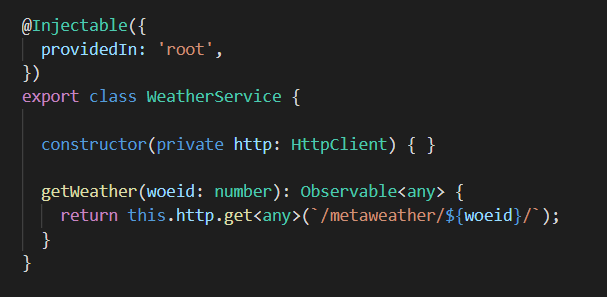 @Injectable({
  providedIn: 'root',
})
export class WeatherService {
  constructor(private http: HttpClient) { }
  getWeather(woeid: number): Observable<any> {
    return this.http.get<any>(`/metaweather/${woeid}/`);
  }
}